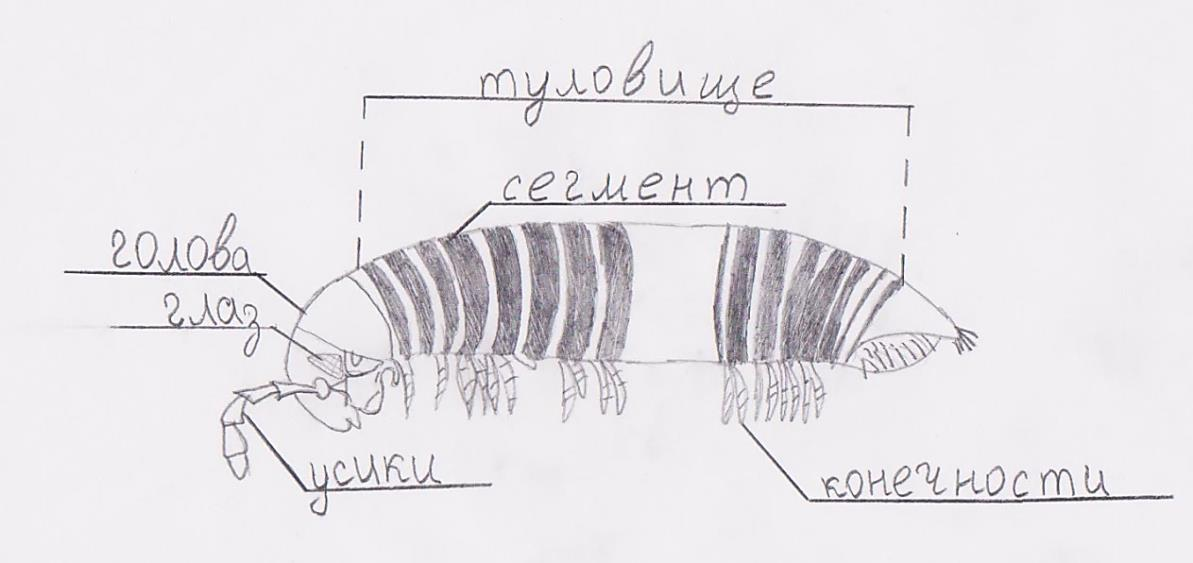 туловище
сегмент
голова
глаз
усики
конечности